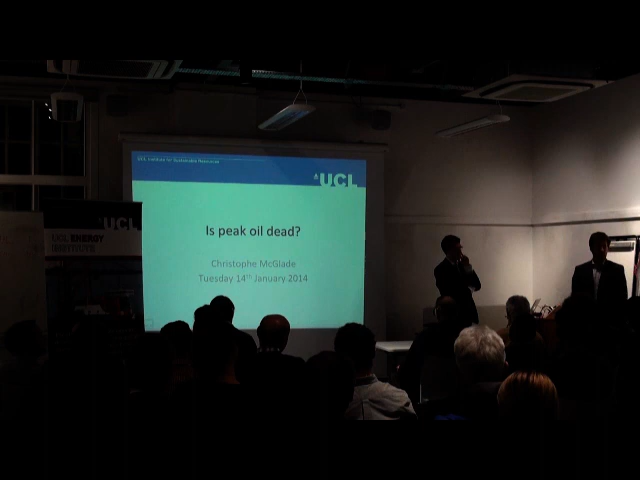 UCL Institute for Sustainable Resources
UCL
Is peak oil dead?
Christophe McGlade
Tuesday 14th January 2014
UCL
UCL ENERGY
INSTITUTE